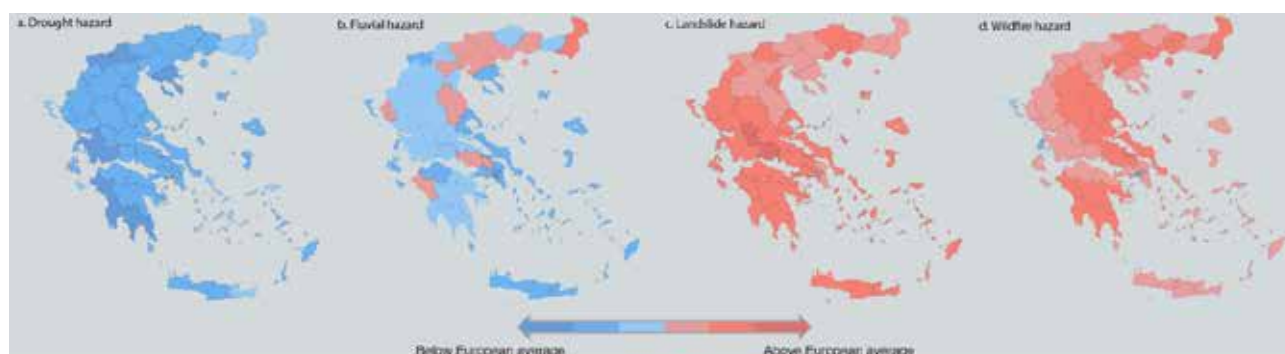 a. Drought hazard
b. Fluvial hazard
c. Landslide hazard
d. Wildfire hazard
Below European average
Above European average